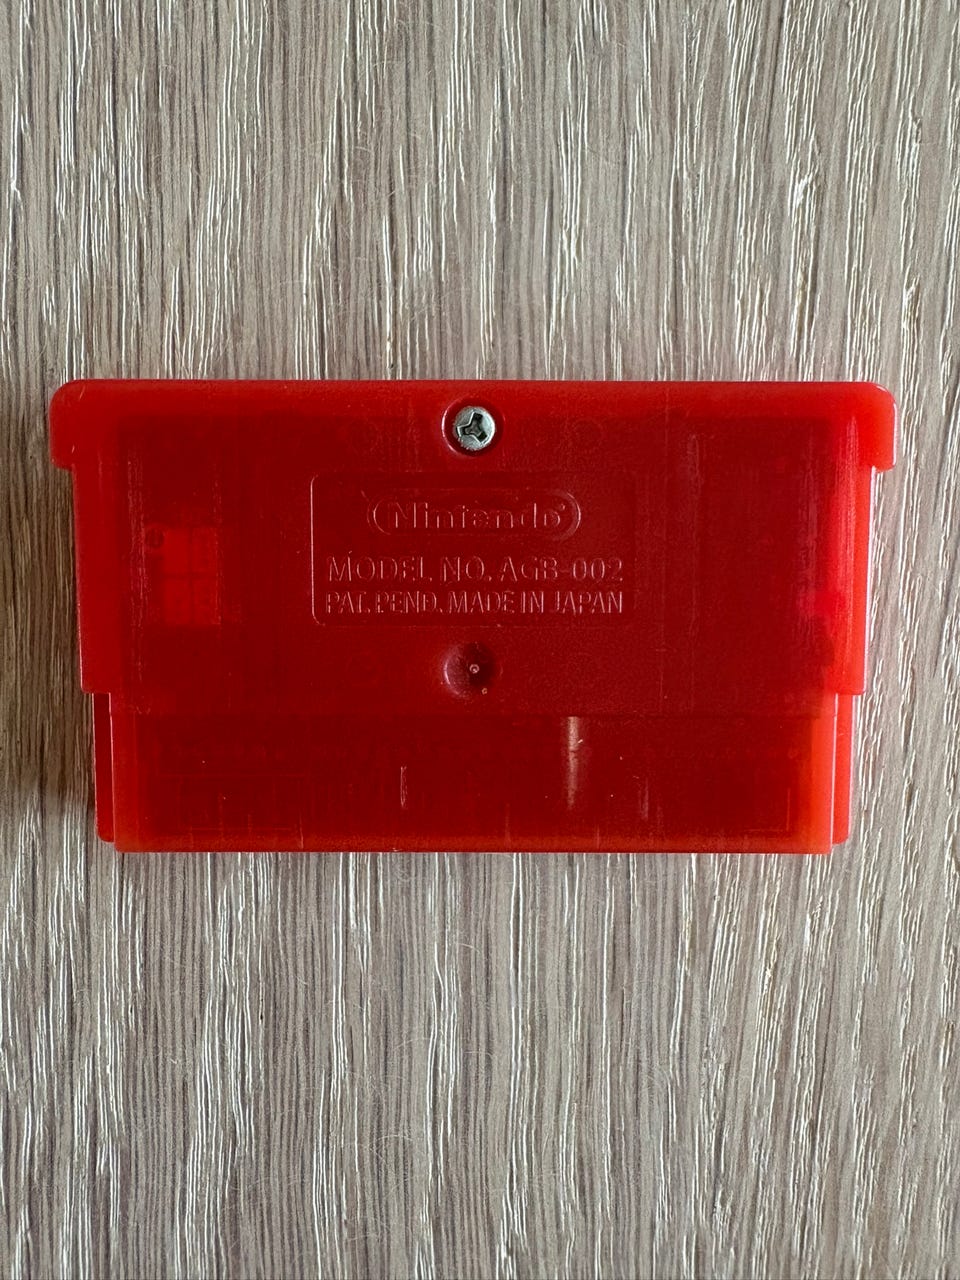 Nintendo®
MODEL NO. AGB-002
PAT. PEND. MADE IN JAPAN